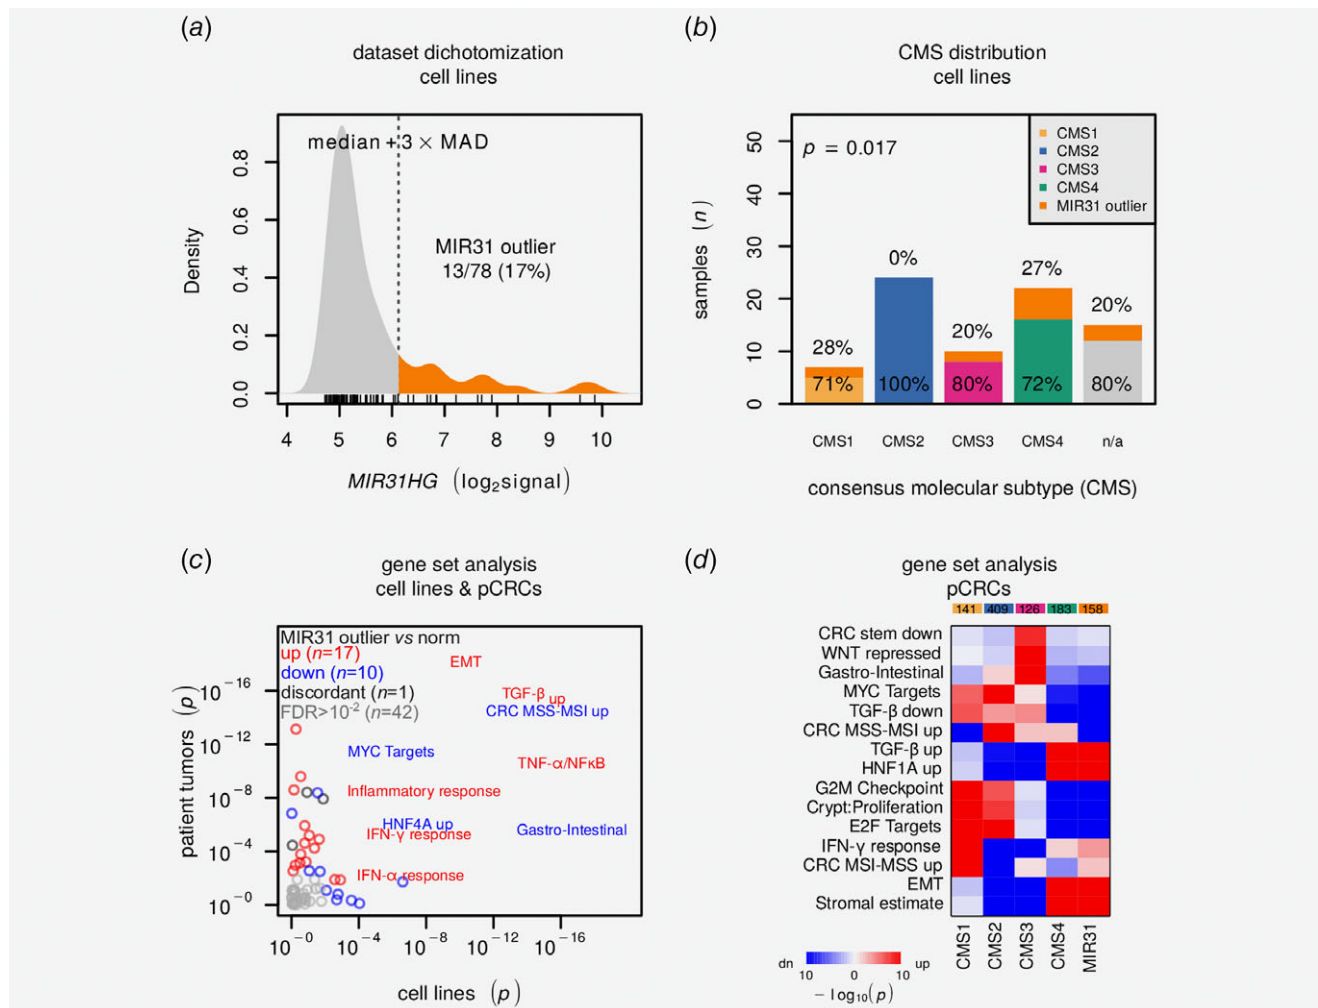 (a)
dataset dichotomization
cell lines
median + 3 × MAD
MIR31 outlier
13/78 (17%)
Density
0.0
0.2
0.4
0.6
0.8
4 5 6 7 8 9 10
MIR31HG (log₂signal)
(b)
CMS distribution
cell lines
p = 0.017
CMS1
CMS2
CMS3
CMS4
MIR31 outlier
samples (n)
0
10
20
30
40
50
28%
71%
0%
100%
20%
80%
27%
72%
20%
80%
CMS1 CMS2 CMS3 CMS4 n/a
consensus molecular subtype (CMS)
(c)
gene set analysis
cell lines & pCRCs
MIR31 outlier vs norm
up (n=17)
down (n=10)
discordant (n=1)
FDR>10⁻² (n=42)
EMT
TGF-β up
CRC MSS-MSI up
MYC Targets
TNF-α/NFκB
Inflammatory response
HNF4A up
IFN-γ response
Gastro-Intestinal
IFN-α response
patient tumors (p)
10⁻¹⁶
10⁻¹²
10⁻⁸
10⁻⁴
10⁻⁰
10⁻⁰ 10⁻⁴ 10⁻⁸ 10⁻¹² 10⁻¹⁶
cell lines (p)
(d)
gene set analysis
pCRCs
141 409 126 183 158
CRC stem down
WNT repressed
Gastro-Intestinal
MYC Targets
TGF-β down
CRC MSS-MSI up
TGF-β up
HNF1A up
G2M Checkpoint
Crypt:Proliferation
E2F Targets
IFN-γ response
CRC MSI-MSS up
EMT
Stromal estimate
CMS1 CMS2 CMS3 CMS4 MIR31
dn up
10 0 10
− log₁₀(p)